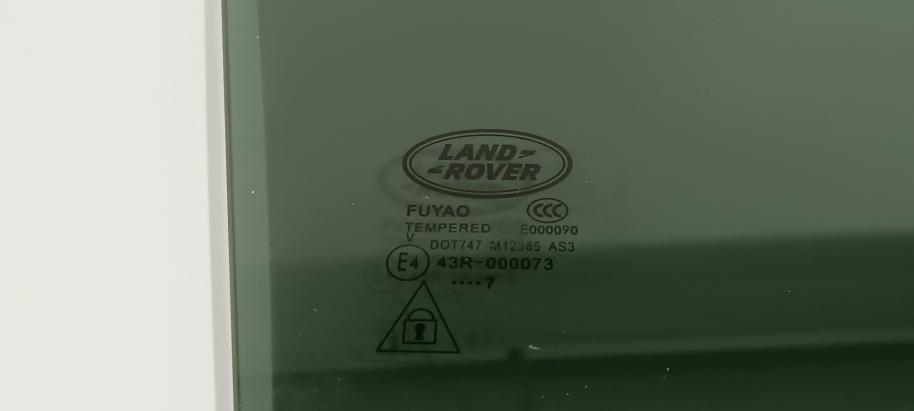 LAND
ROVER
FUYAO CCC
TEMPERED E000090
V
DOT747 M12385 AS3
E4 43R-000073
....7